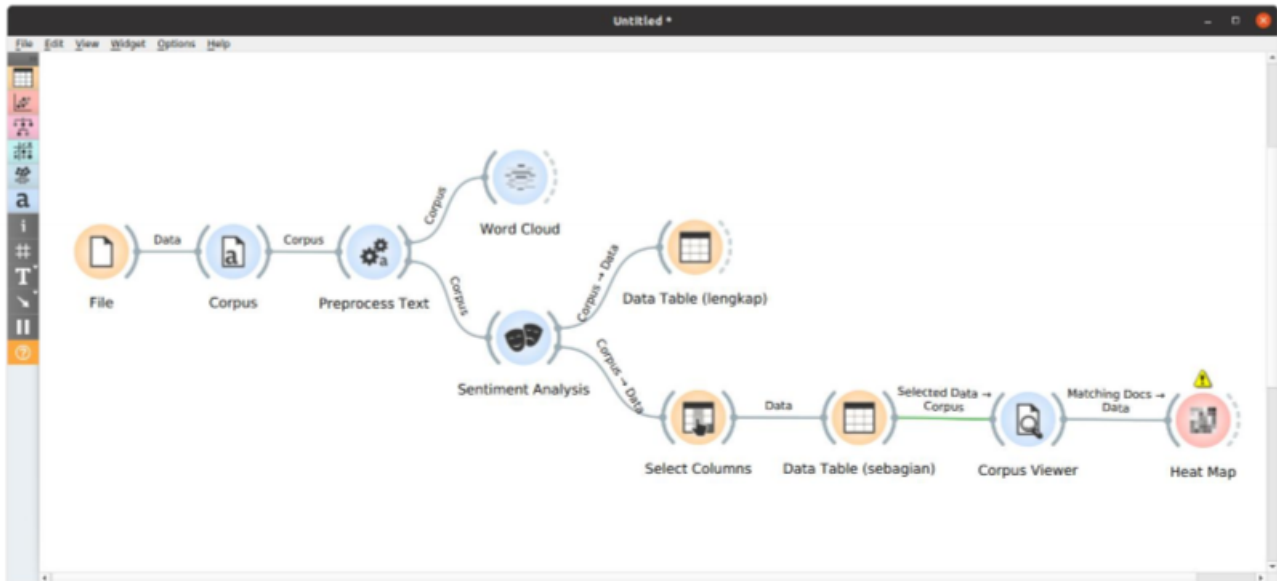 Untitled *
File Edit View Widget Options Help
Corpus
Word Cloud
Data
Corpus
File
Corpus
Preprocess Text
Corpus
Corpus → Data
Data Table (lengkap)
Sentiment Analysis
Corpus → Data
Data
Selected Data →
Corpus
Matching Docs →
Data
Select Columns
Data Table (sebagian)
Corpus Viewer
Heat Map
a
i
#
T
?
a
a